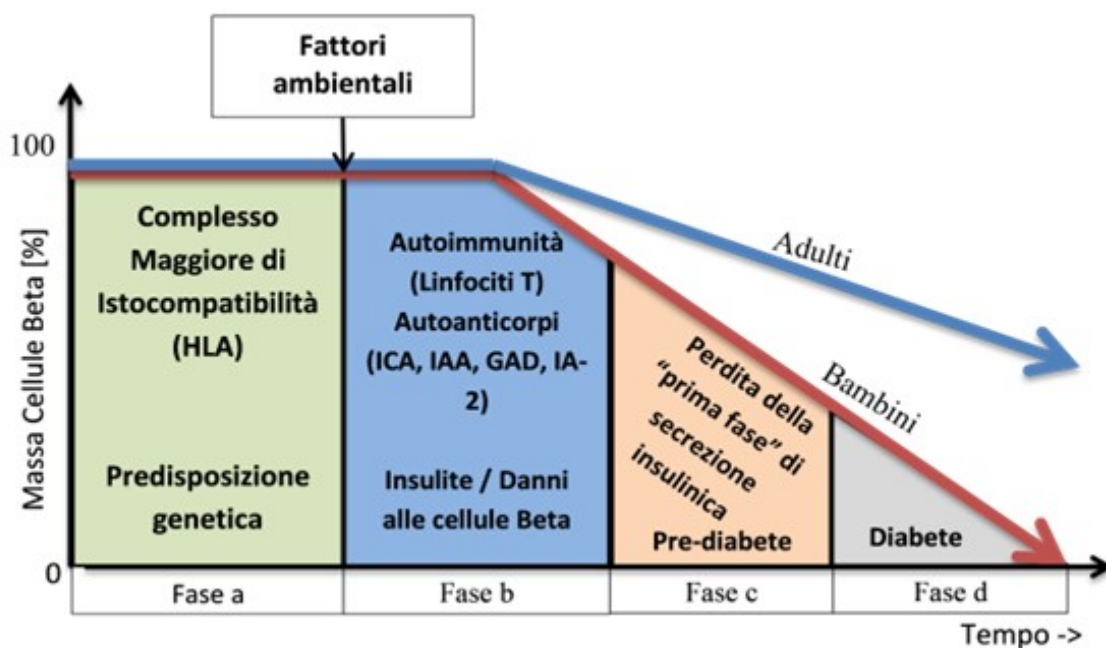 Fattori
ambientali
100
Massa Cellule Beta [%]
0
Complesso
Maggiore di
Istocompatibilità
(HLA)
Predisposizione
genetica
Autoimmunità
(Linfociti T)
Autoanticorpi
(ICA, IAA, GAD, IA-
2)
Insulite / Danni
alle cellule Beta
Perdita della
“prima fase” di
secrezione
insulinica
Pre-diabete
Diabete
Adulti
Bambini
Fase a
Fase b
Fase c
Fase d
Tempo ->